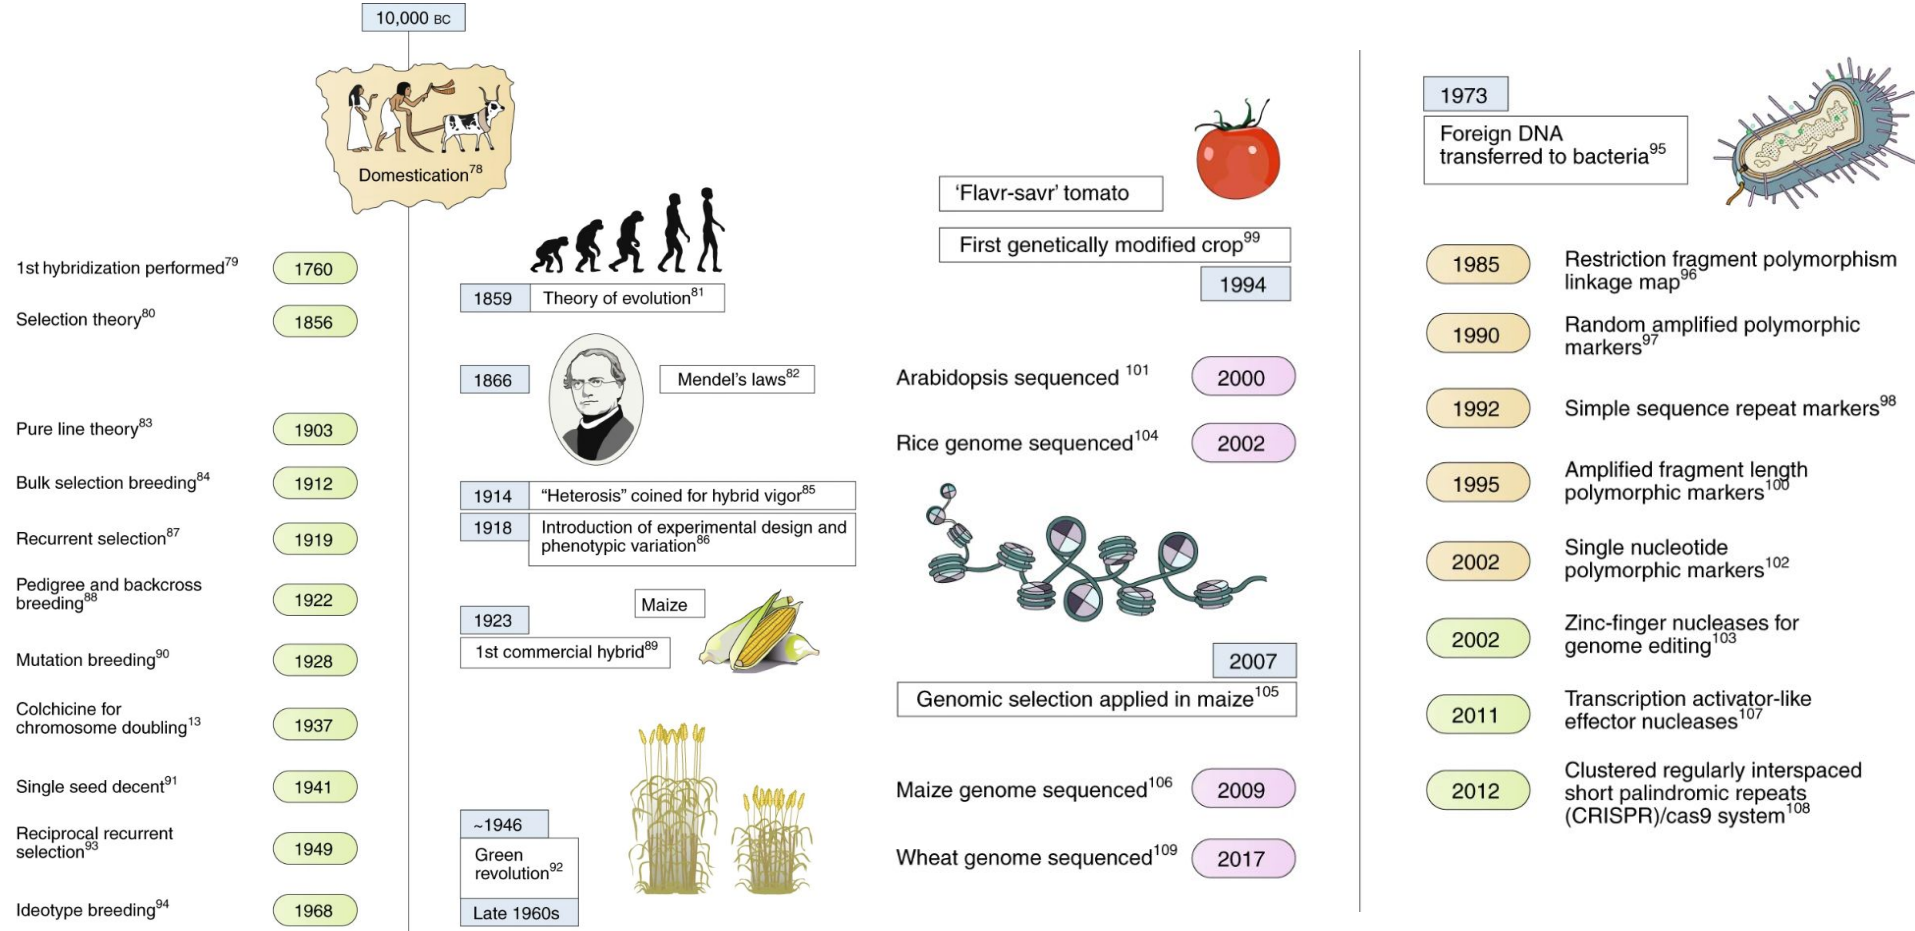 10,000 BC
Domestication78
1st hybridization performed79
1760
Selection theory80
1856
Pure line theory83
1903
Bulk selection breeding84
1912
Recurrent selection87
1919
Pedigree and backcross
breeding88
1922
Mutation breeding90
1928
Colchicine for
chromosome doubling13
1937
Single seed decent91
1941
Reciprocal recurrent
selection93
1949
Ideotype breeding94
1968
1859
Theory of evolution81
1866
Mendel's laws82
1914
“Heterosis” coined for hybrid vigor85
1918
Introduction of experimental design and
phenotypic variation86
Maize
1923
1st commercial hybrid89
~1946
Green
revolution92
Late 1960s
‘Flavr-savr’ tomato
First genetically modified crop99
1994
Arabidopsis sequenced 101
2000
Rice genome sequenced104
2002
2007
Genomic selection applied in maize105
Maize genome sequenced106
2009
Wheat genome sequenced109
2017
1973
Foreign DNA
transferred to bacteria95
1985
Restriction fragment polymorphism
linkage map96
1990
Random amplified polymorphic
markers97
1992
Simple sequence repeat markers98
1995
Amplified fragment length
polymorphic markers100
2002
Single nucleotide
polymorphic markers102
2002
Zinc-finger nucleases for
genome editing103
2011
Transcription activator-like
effector nucleases107
2012
Clustered regularly interspaced
short palindromic repeats
(CRISPR)/cas9 system108